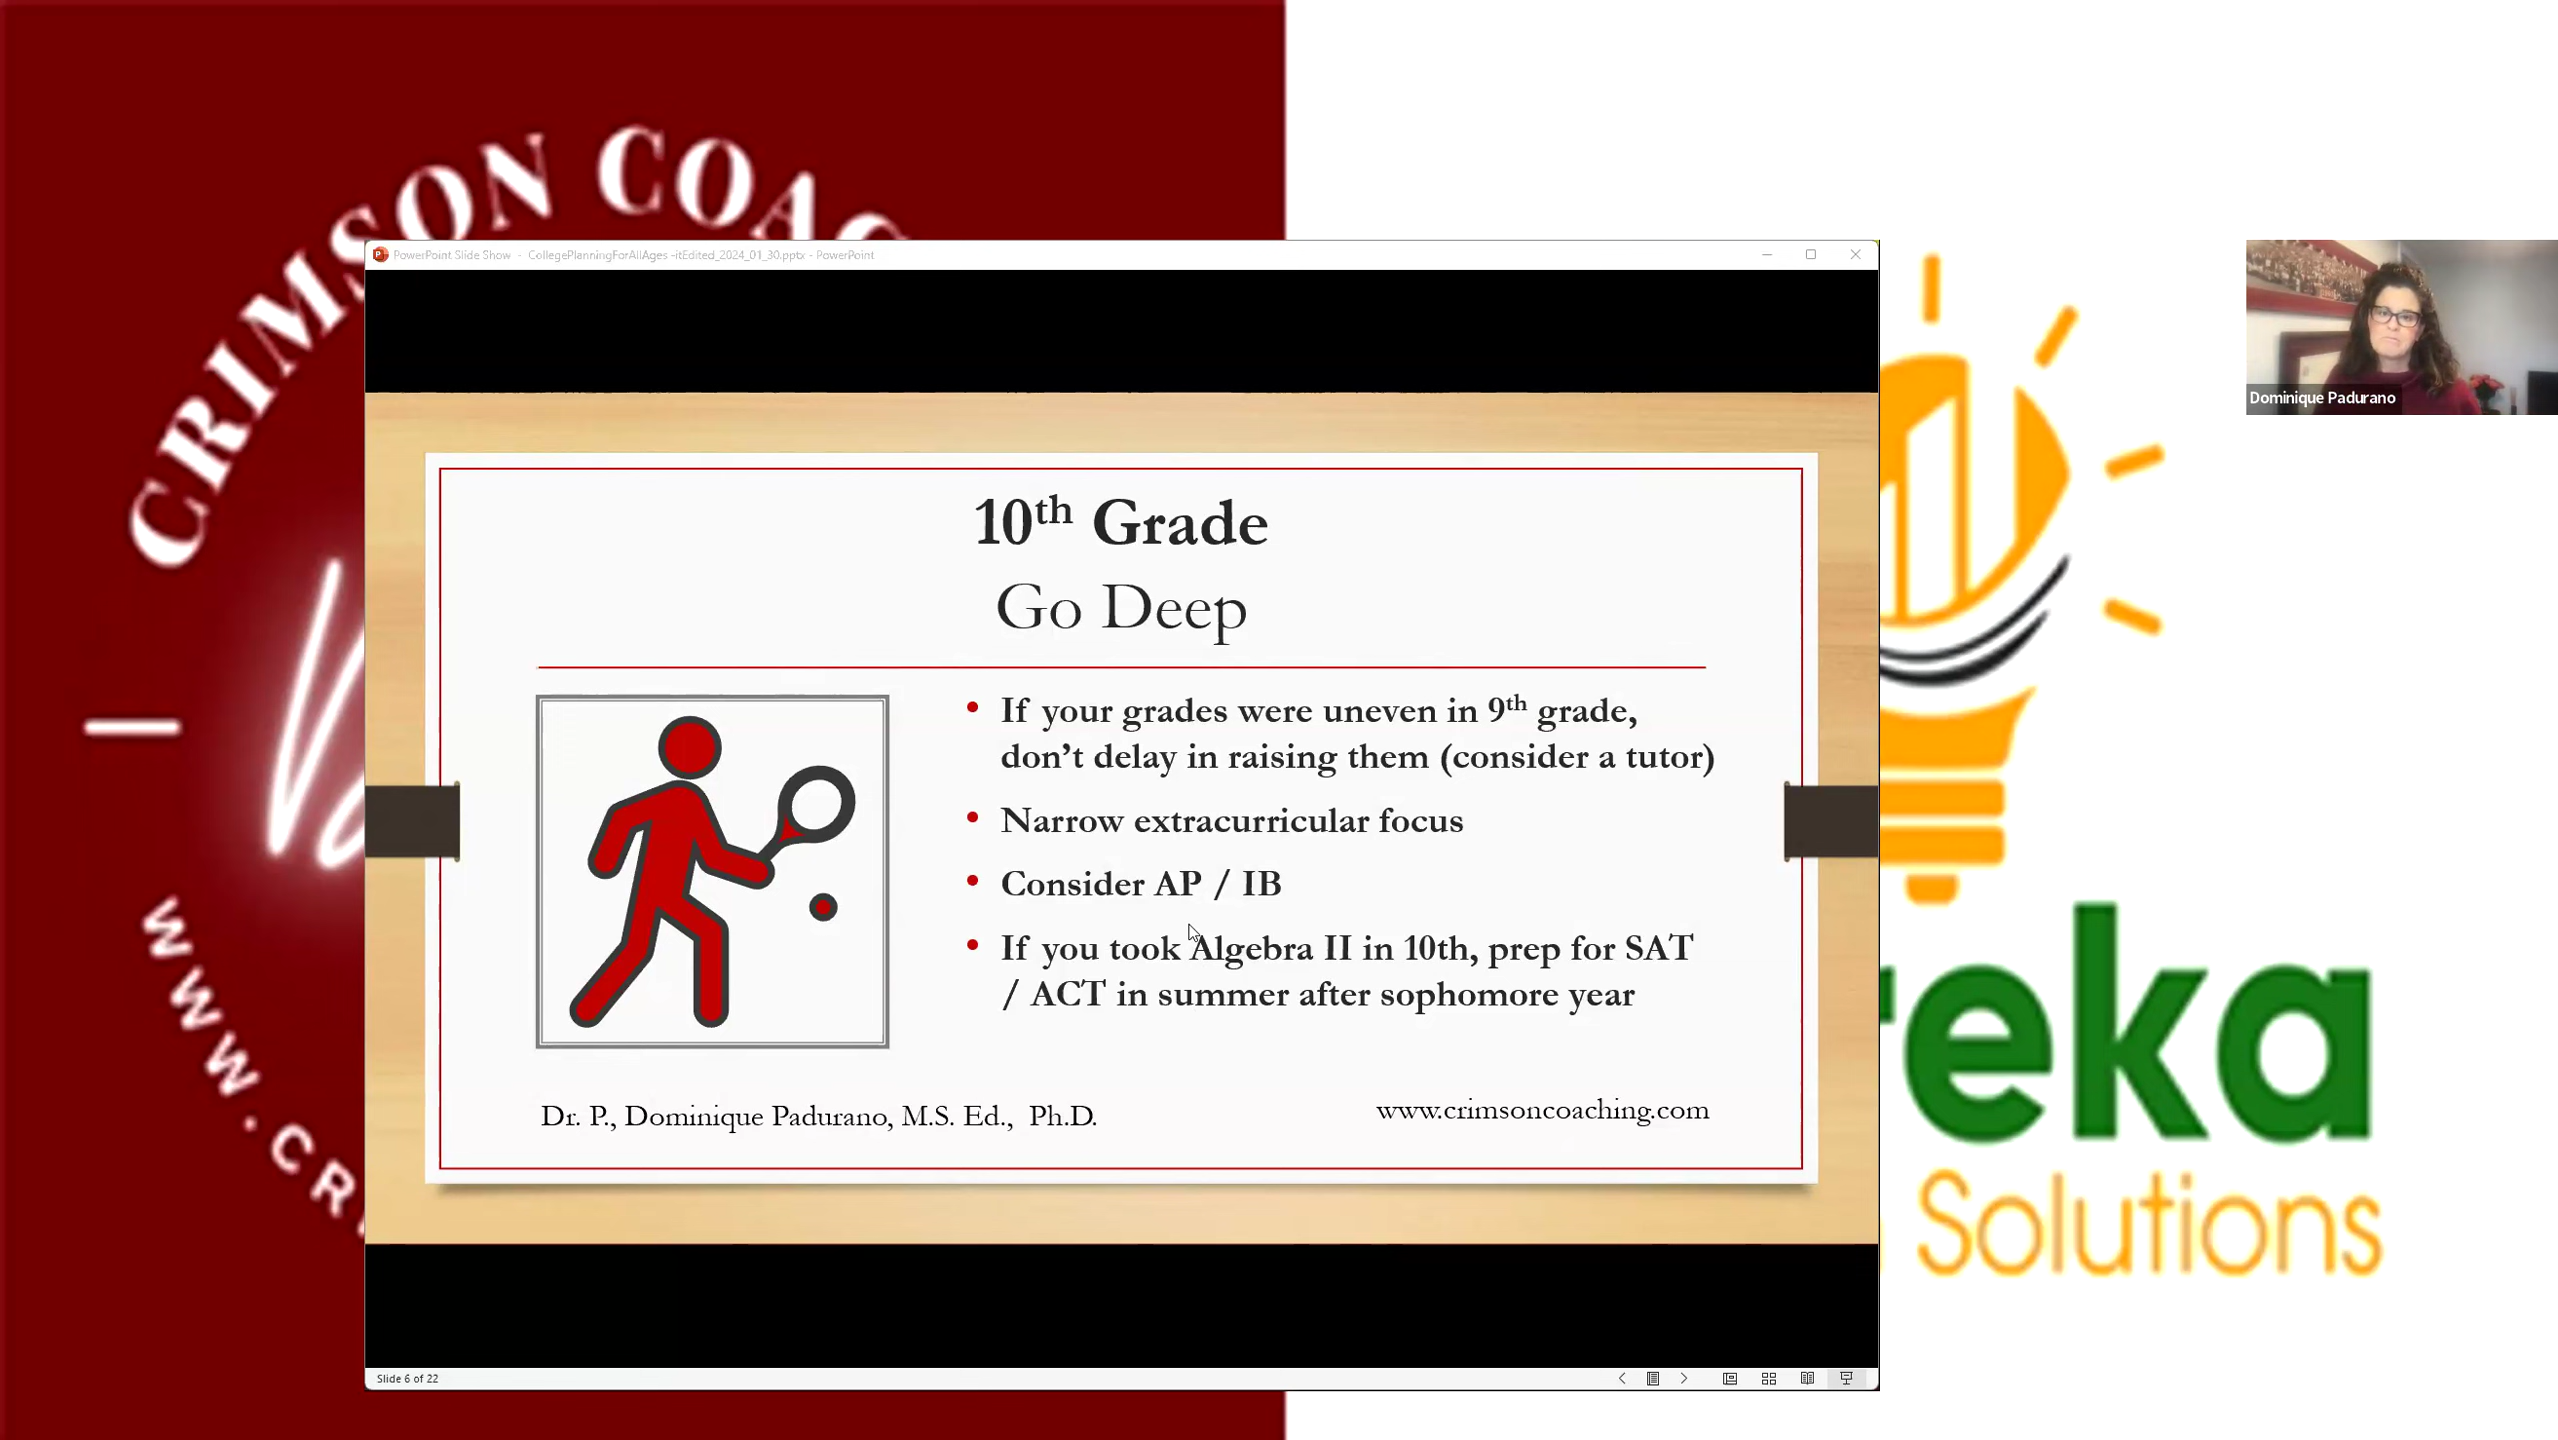 CRIMSON COAC
PowerPoint Slide Show - CollegePlanningForAllAges -itEdited_2024_01_30.pptx - PowerPoint
Dominique Padurano
10th Grade
Go Deep
• If your grades were uneven in 9th grade,
don't delay in raising them (consider a tutor)
• Narrow extracurricular focus
• Consider AP / IB
• If you took Algebra II in 10th, prep for SAT
/ ACT in summer after sophomore year
Dr. P., Dominique Padurano, M.S. Ed., Ph.D.
www.crimsoncoaching.com
WWW.CR
reka
Solutions
Slide 6 of 22